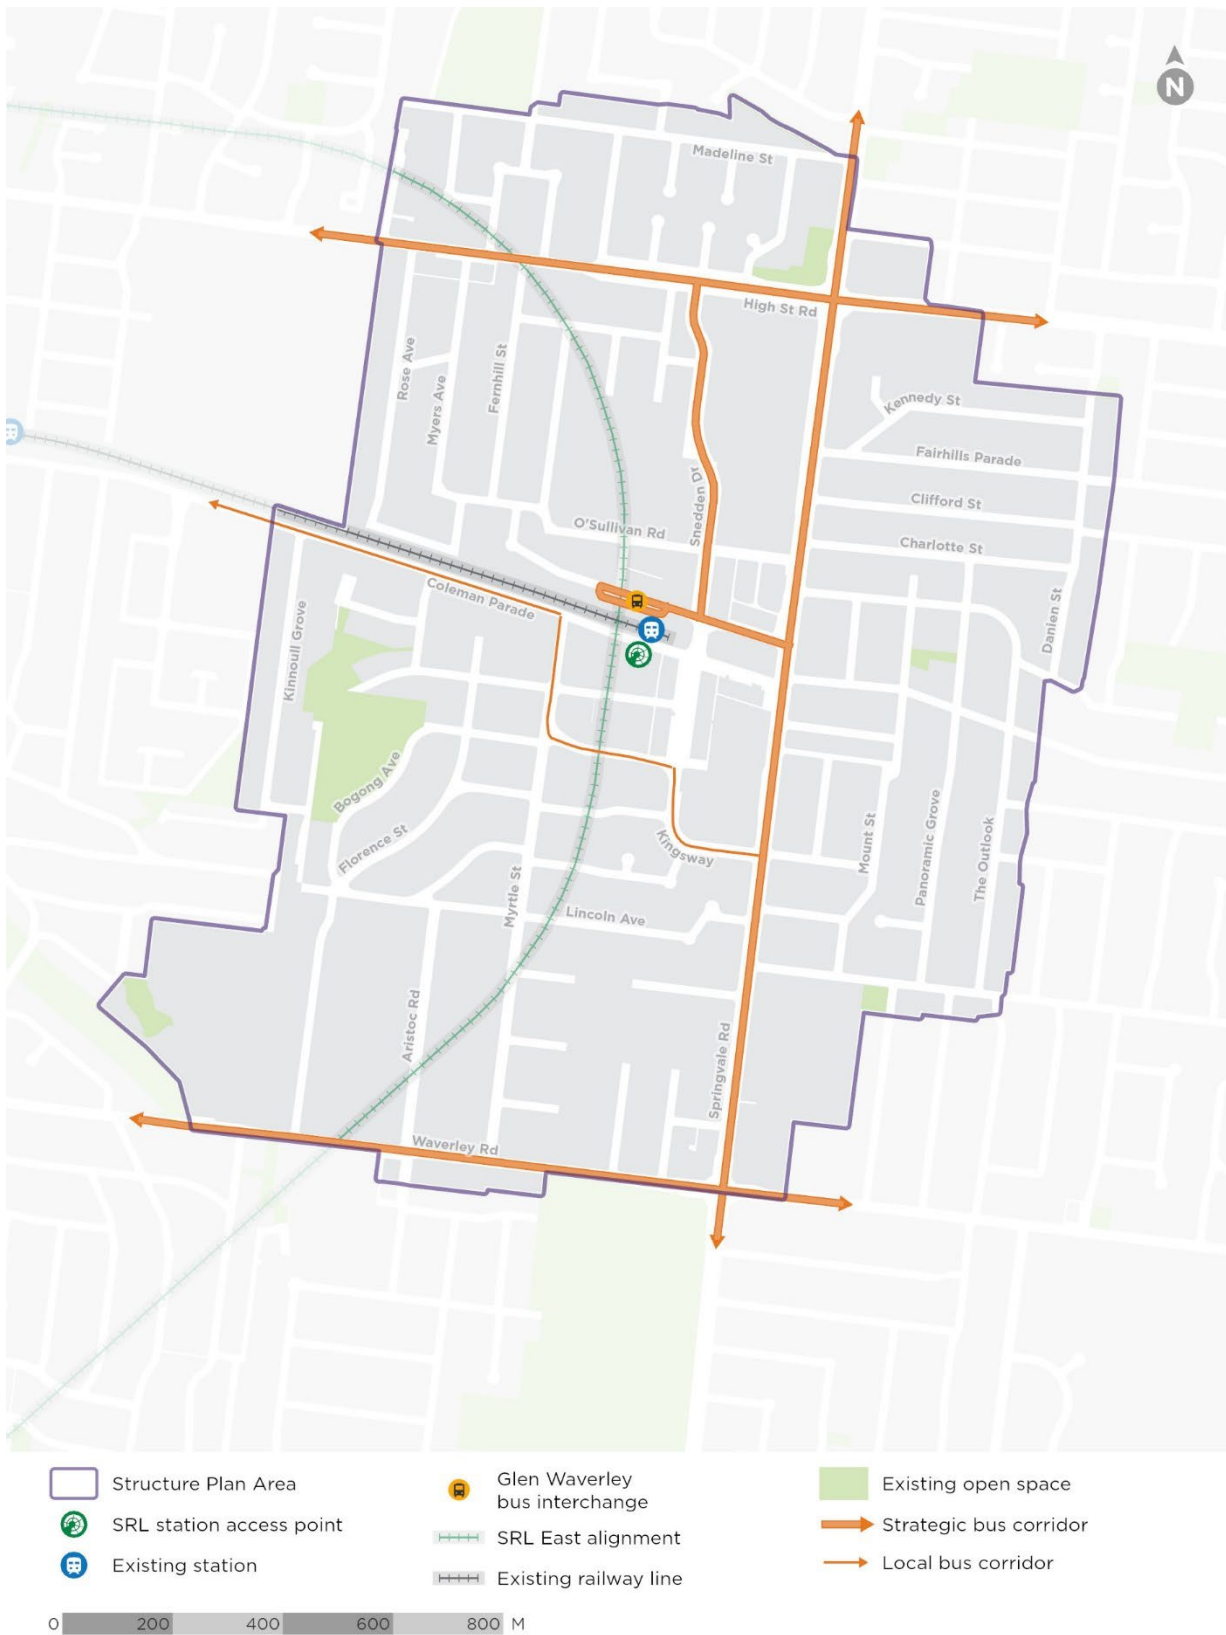 N
Madeline St
High St Rd
Rose Ave
Myers Ave
Fernhill St
Kennedy St
Fairhills Parade
Clifford St
Snedden Dr
O'Sullivan Rd
Charlotte St
Coleman Parade
Kinnoull Grove
Danien St
Bogong Ave
Florence St
Kingsway
Mount St
Panoramic Grove
The Outlook
Myrtle St
Lincoln Ave
Aristoc Rd
Springvale Rd
Waverley Rd
Structure Plan Area
SRL station access point
Existing station
Glen Waverley
bus interchange
SRL East alignment
Existing railway line
Existing open space
Strategic bus corridor
Local bus corridor
0 200 400 600 800 M